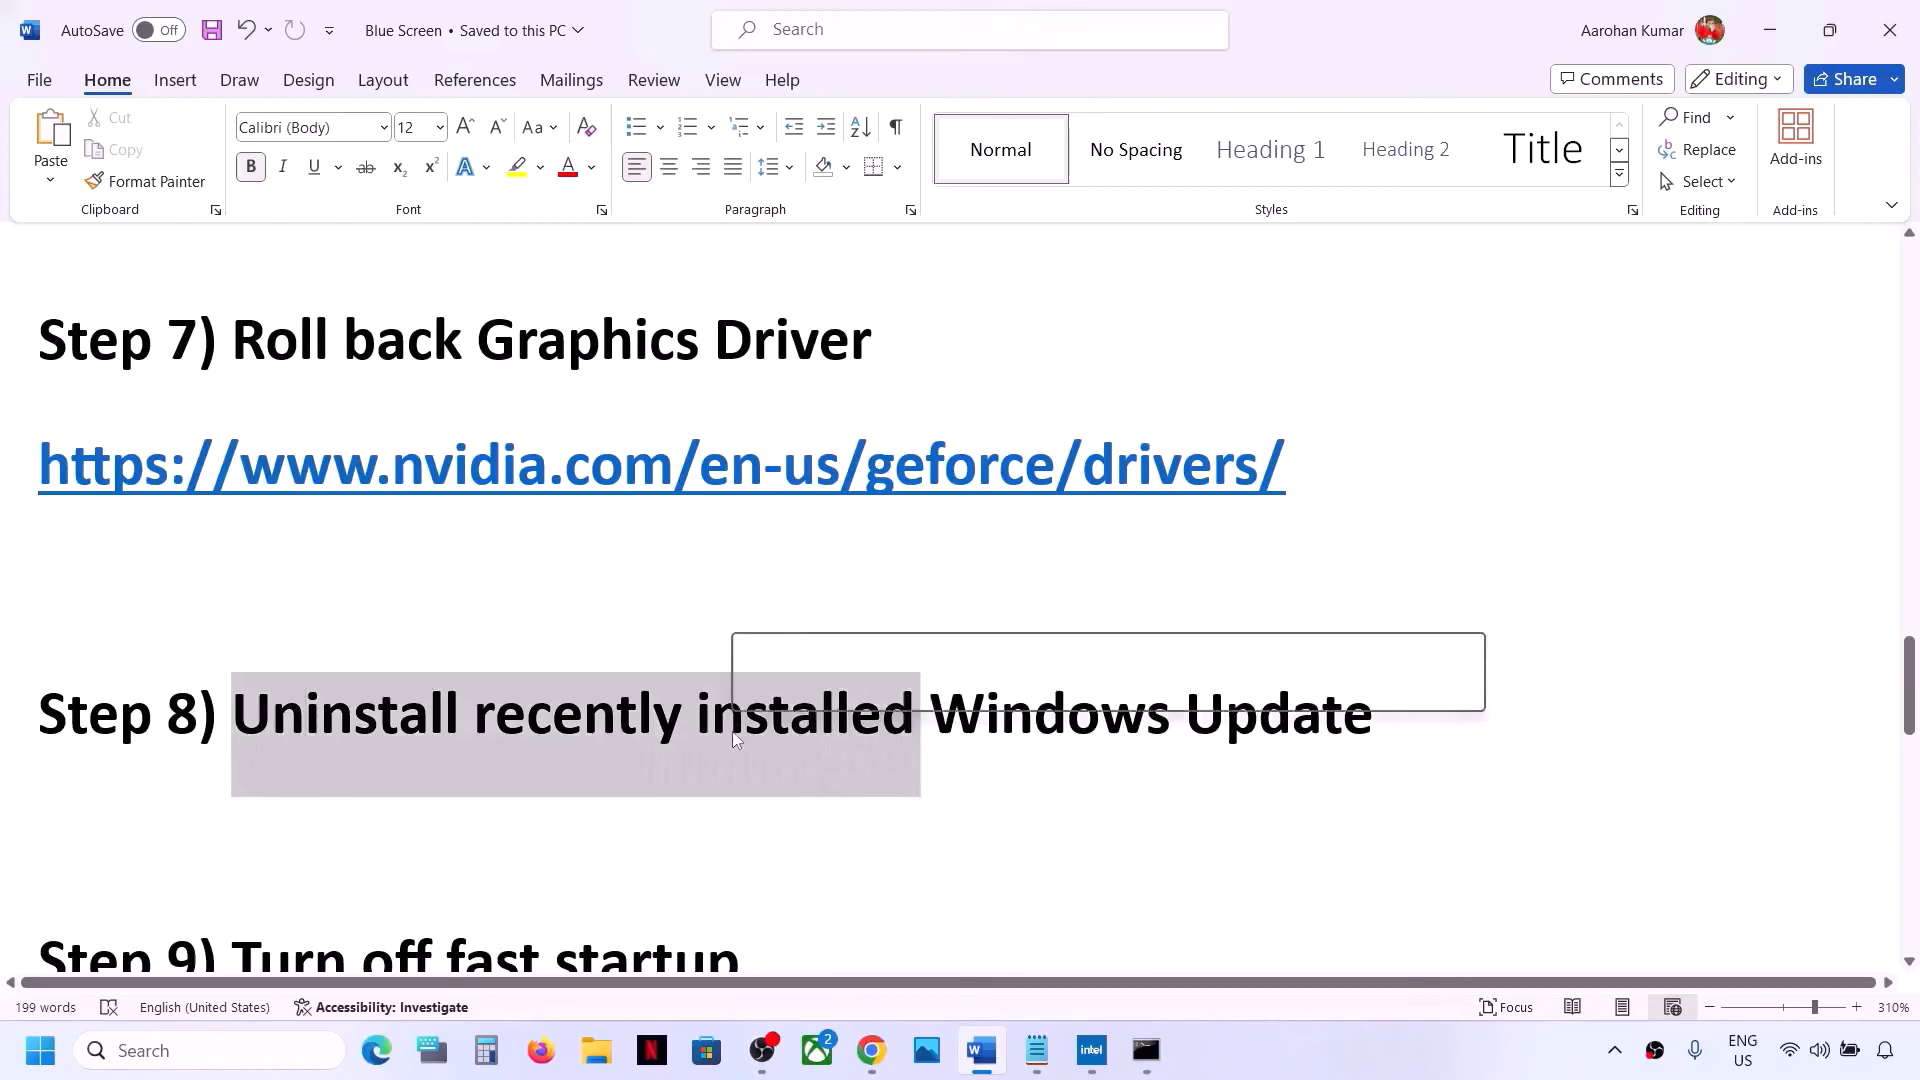 AutoSave Off Blue Screen • Saved to this PC Search Aarohan Kumar
File Home Insert Draw Design Layout References Mailings Review View Help Comments Editing Share
Paste Cut Copy Format Painter Clipboard
Calibri (Body) 12 Aa Font
Paragraph
Normal No Spacing Heading 1 Heading 2 Title Styles
Find Replace Select Editing
Add-ins Add-ins
Step 7) Roll back Graphics Driver
https://www.nvidia.com/en-us/geforce/drivers/
Step 8) Uninstall recently installed Windows Update
Step 9) Turn off fast startup
199 words English (United States) Accessibility: Investigate Focus 310%
Search 2 intel ENG
US